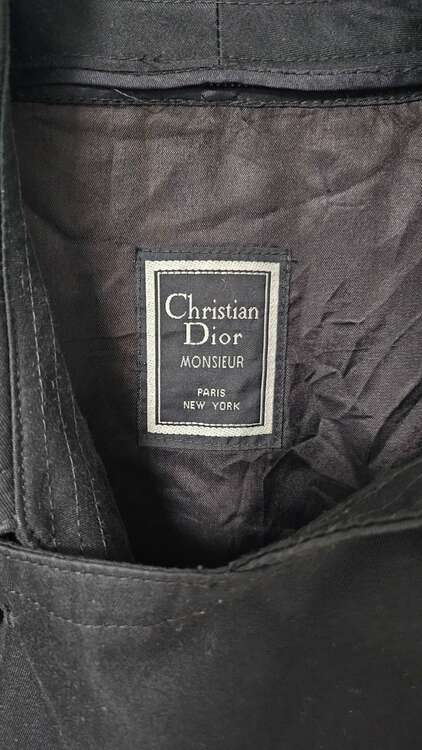 Christian
Dior
MONSIEUR
PARIS
NEW YORK